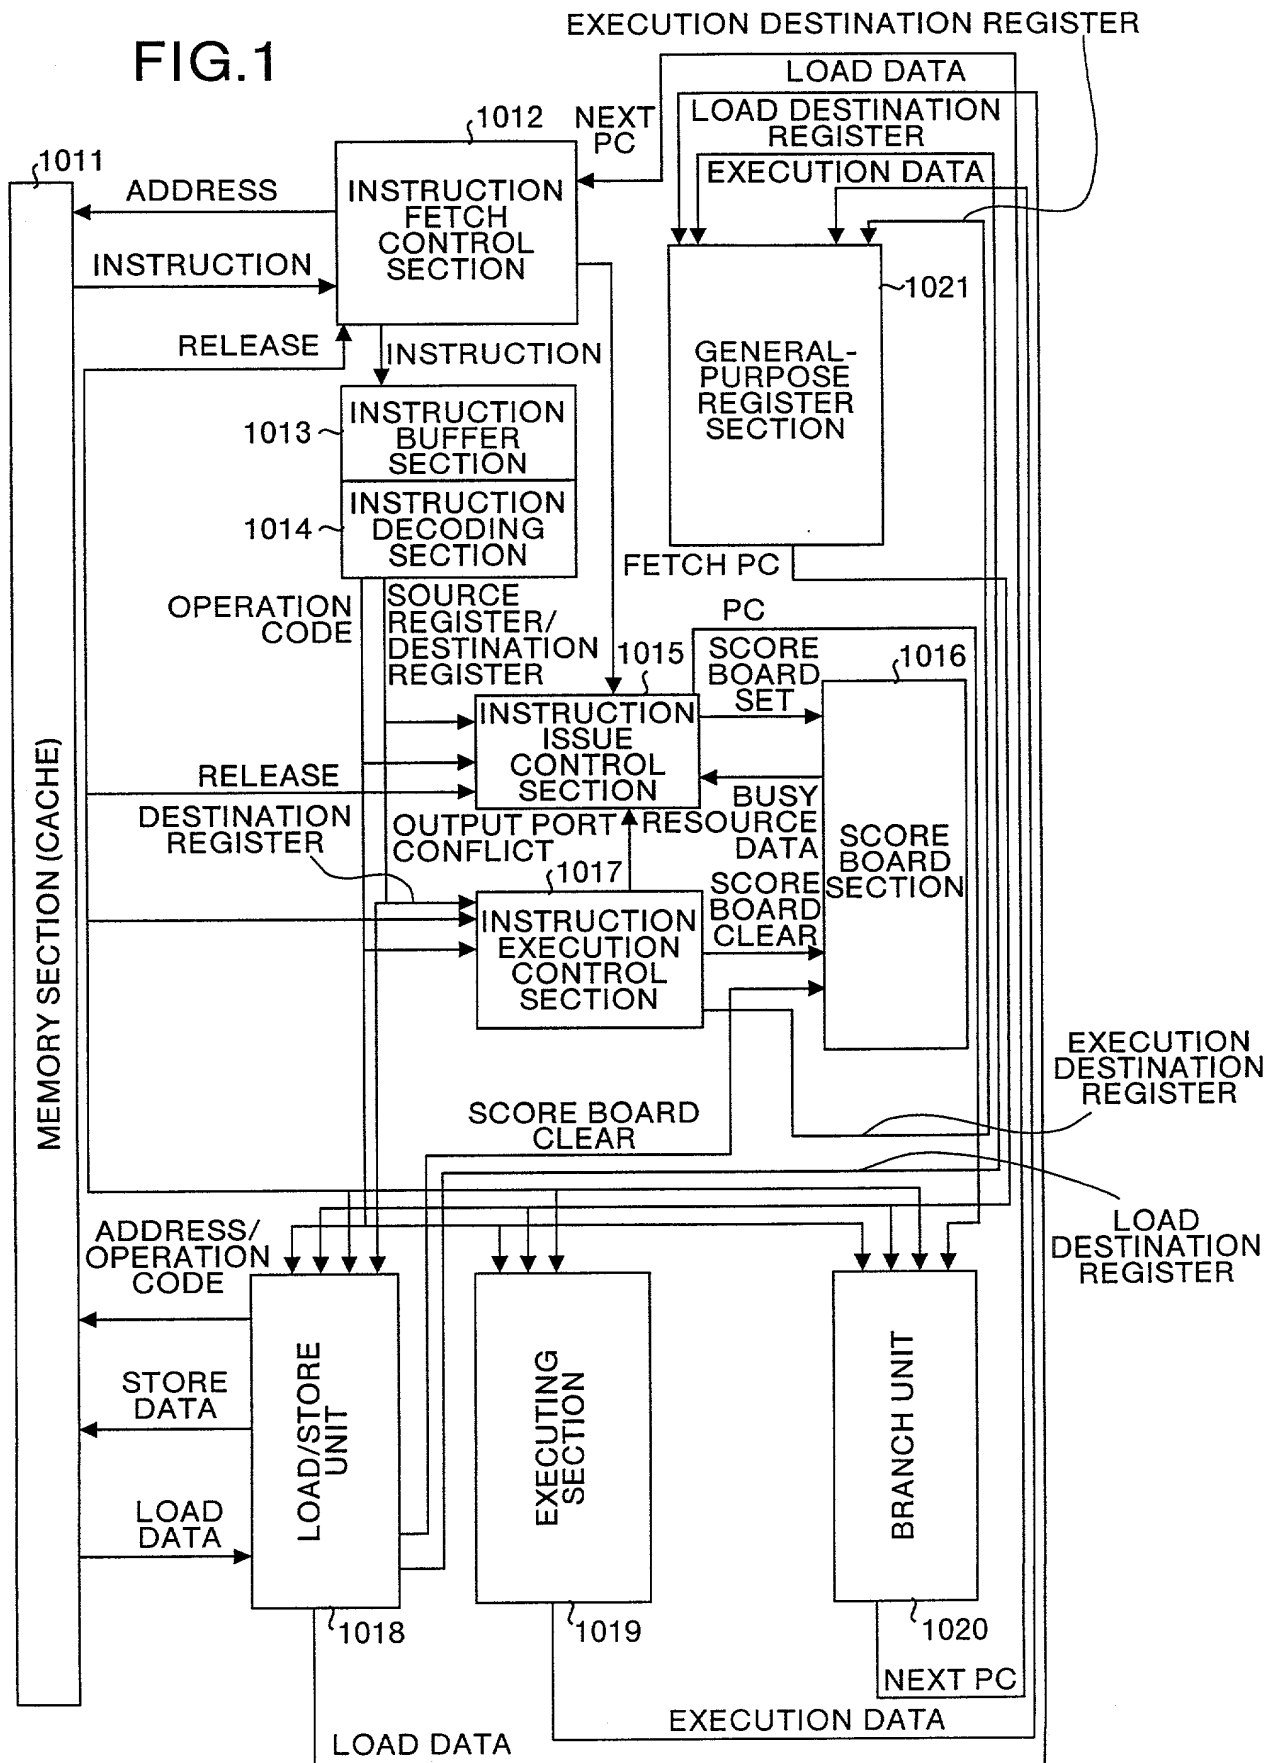 FIG.1
EXECUTION DESTINATION REGISTER
LOAD DATA
LOAD DESTINATION
REGISTER
EXECUTION DATA
NEXT
PC
1012
1011
ADDRESS
INSTRUCTION
FETCH
CONTROL
SECTION
INSTRUCTION
1021
RELEASE
INSTRUCTION
GENERAL-
PURPOSE
REGISTER
SECTION
1013
INSTRUCTION
BUFFER
SECTION
1014
INSTRUCTION
DECODING
SECTION
FETCH PC
OPERATION
CODE
SOURCE
REGISTER/
DESTINATION
REGISTER
PC
1015
SCORE
BOARD
SET
1016
INSTRUCTION
ISSUE
CONTROL
SECTION
MEMORY SECTION (CACHE)
RELEASE
DESTINATION
REGISTER
BUSY
RESOURCE
DATA
OUTPUT PORT
CONFLICT
SCORE
BOARD
SECTION
1017
SCORE
BOARD
CLEAR
INSTRUCTION
EXECUTION
CONTROL
SECTION
EXECUTION
DESTINATION
REGISTER
SCORE BOARD
CLEAR
LOAD
DESTINATION
REGISTER
ADDRESS/
OPERATION
CODE
STORE
DATA
LOAD
DATA
LOAD/STORE
UNIT
EXECUTING
SECTION
BRANCH UNIT
1018
1019
1020
NEXT PC
EXECUTION DATA
LOAD DATA